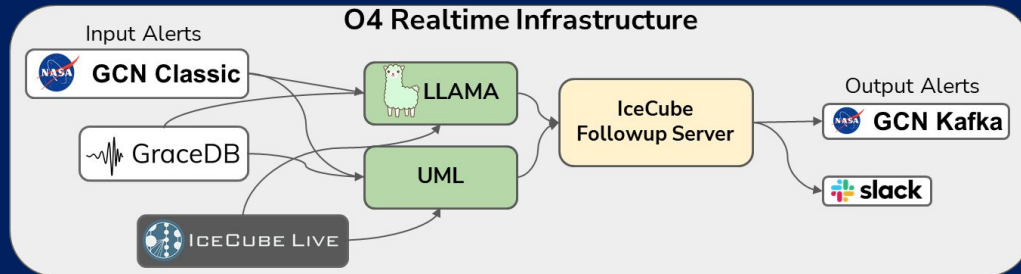 O4 Realtime Infrastructure
Input Alerts
NASA GCN Classic
GraceDB
ICECUBE LIVE
LLAMA
UML
IceCube
Followup Server
Output Alerts
NASA GCN Kafka
slack